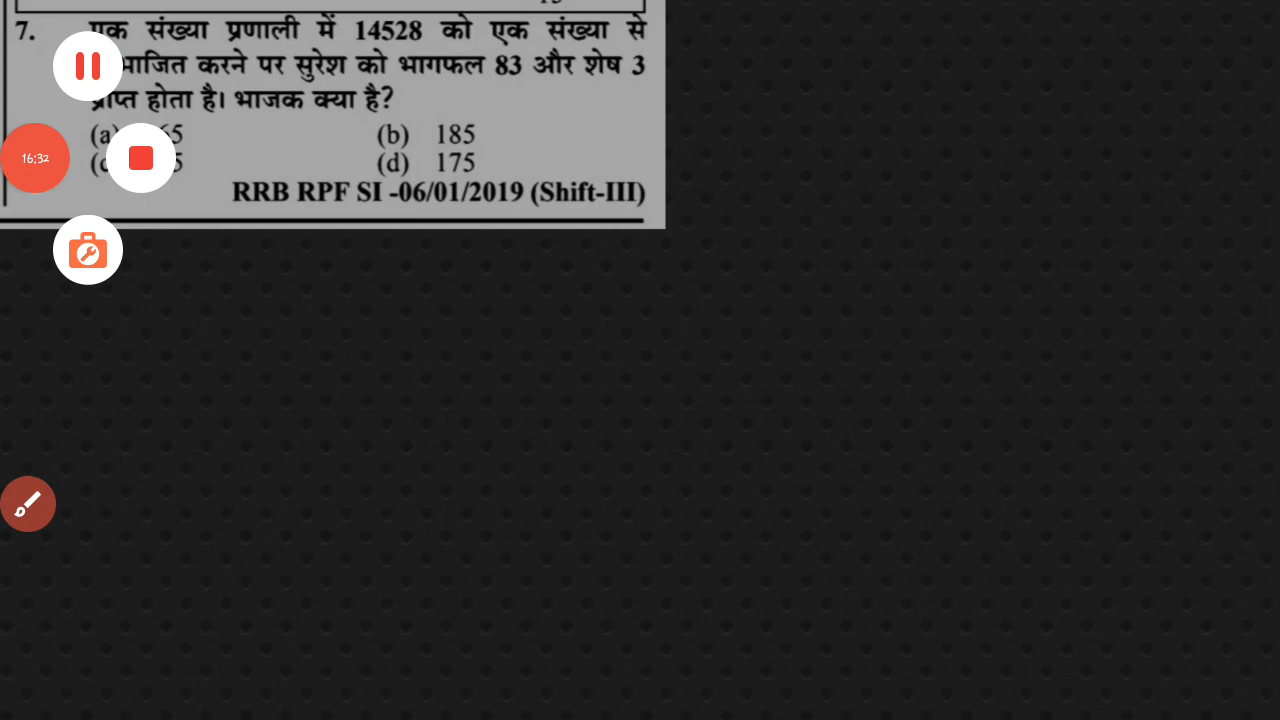 7. एक संख्या प्रणाली में 14528 को एक संख्या से
करने पर सुरेश को भागफल 83 और शेष 3
प्राप्त होता है। भाजक क्या है?
(a) (b) 185
(d) 175
RRB RPF SI -06/01/2019 (Shift-III)
16:32